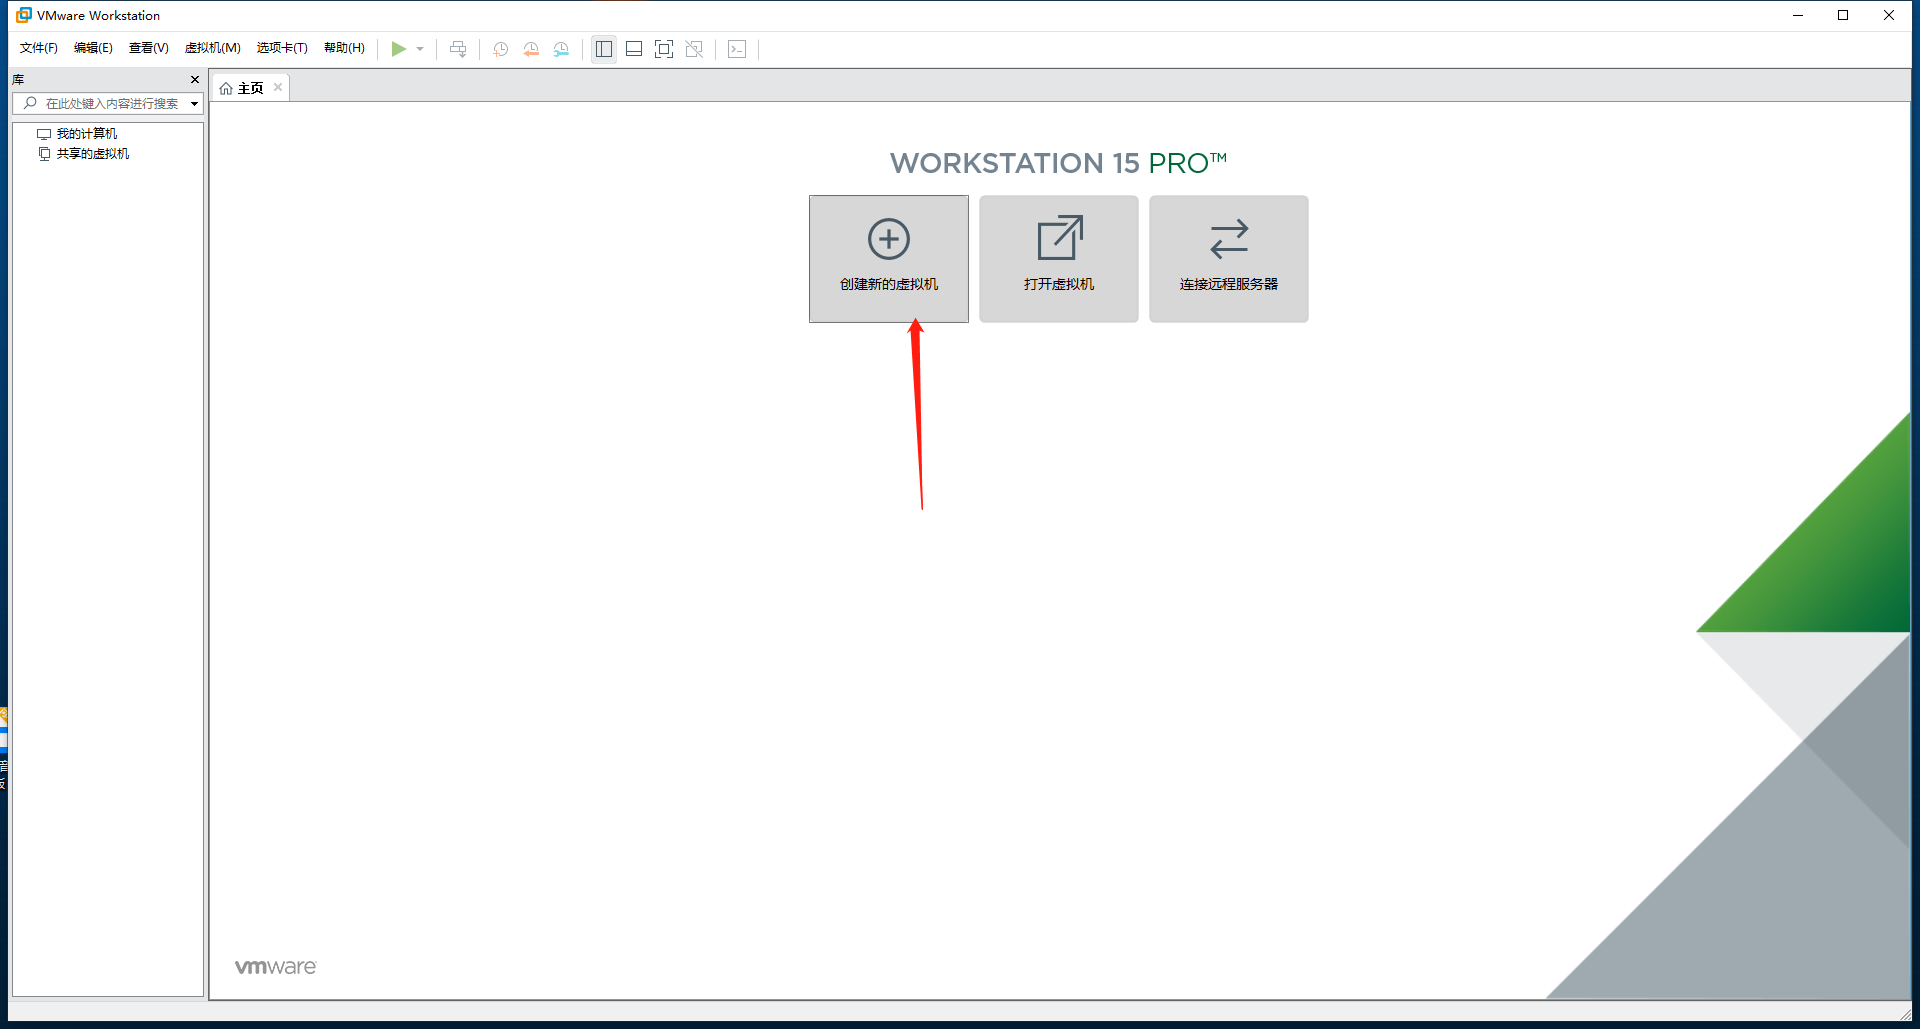 VMware Workstation
文件(F) 编辑(E) 查看(V) 虚拟机(M) 选项卡(T) 帮助(H)
库
主页
在此处键入内容进行搜索
我的计算机
共享的虚拟机
WORKSTATION 15 PRO™
创建新的虚拟机
打开虚拟机
连接远程服务器
vmware